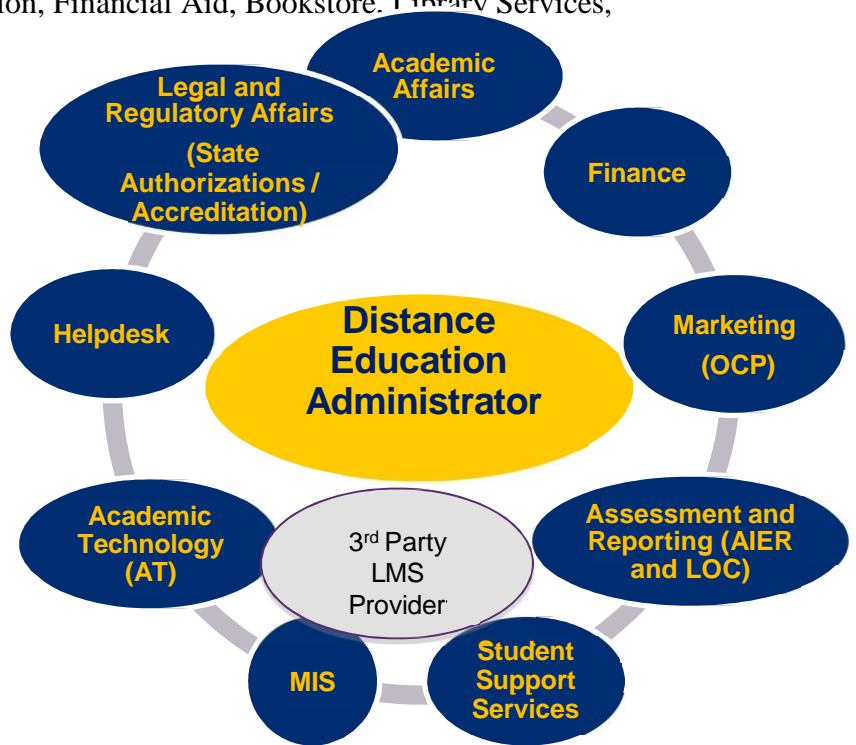 ion, Financial Aid, Bookstore, Library Services,
Academic
Affairs
Legal and
Regulatory Affairs
(State
Authorizations /
Accreditation)
Finance
Helpdesk
Distance
Education
Administrator
Marketing
(OCP)
Academic
Technology
(AT)
3rd Party
LMS
Provider
Assessment and
Reporting (AIER
and LOC)
MIS
Student
Support
Services